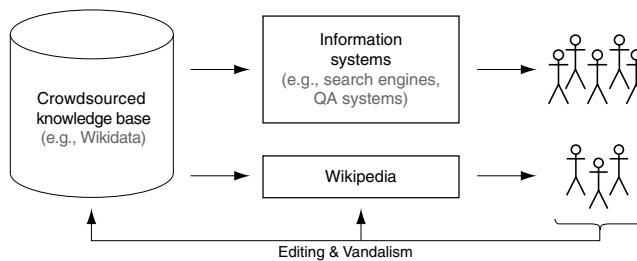 Crowdsourced
knowledge base
(e.g., Wikidata)
Information
systems
(e.g., search engines,
QA systems)
Wikipedia
Editing & Vandalism